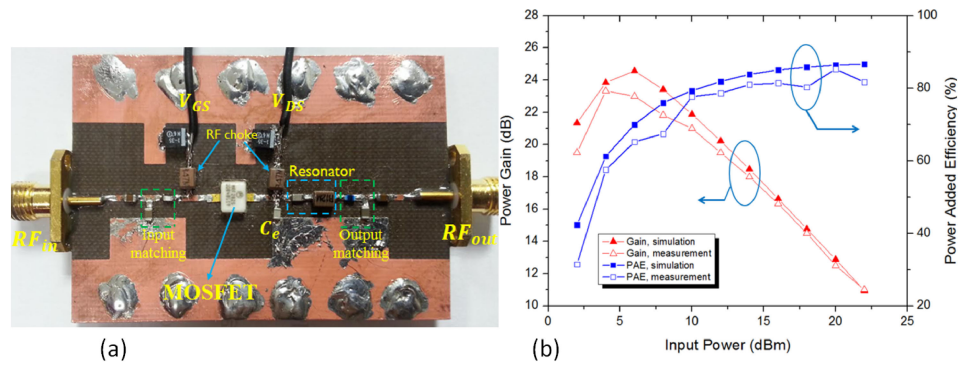 (a)
V_GS
V_DS
RF choke
Resonator
RF_in
Input
matching
C_e
Output
matching
RF_out
MOSFET
(b)
Power Gain (dB)
26
24
22
20
18
16
14
12
10
0
5
10
15
20
25
Input Power (dBm)
100
80
60
40
20
Power Added Efficiency (%)
Gain, simulation
Gain, measurement
PAE, simulation
PAE, measurement